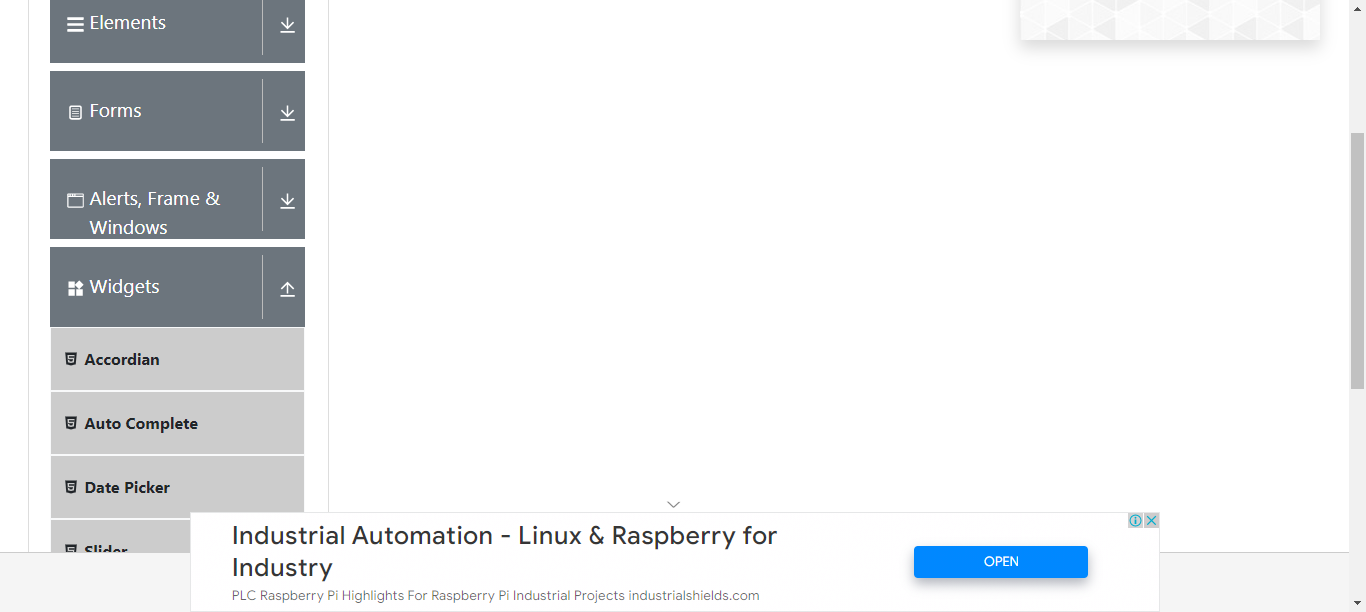 Elements
Forms
Alerts, Frame &
Windows
Widgets
Accordian
Auto Complete
Date Picker
Slider
Industrial Automation - Linux & Raspberry for
Industry
PLC Raspberry Pi Highlights For Raspberry Pi Industrial Projects industrialshields.com
OPEN